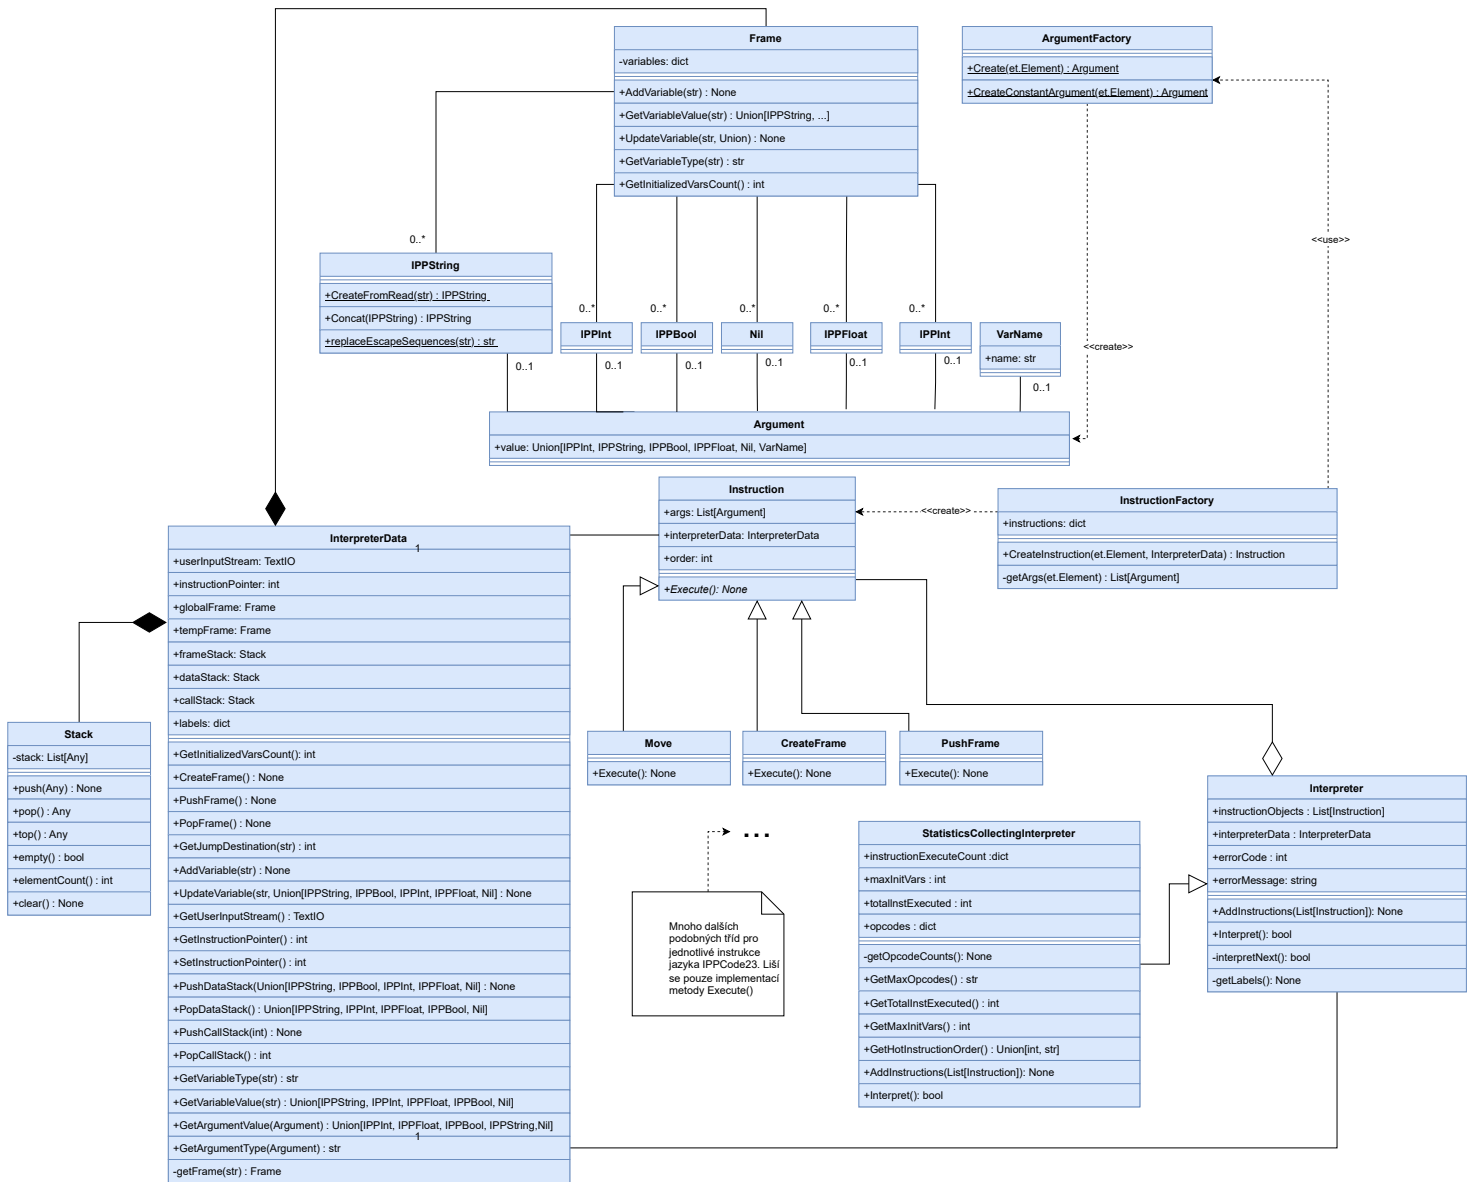 Frame
-variables: dict
+AddVariable(str) : None
+GetVariableValue(str) : Union[IPPString, ...]
+UpdateVariable(str, Union) : None
+GetVariableType(str) : str
+GetInitializedVarsCount() : int
ArgumentFactory
+Create(et.Element) : Argument
+CreateConstantArgument(et.Element) : Argument
<<use>>
<<create>>
0..*
IPPString
+CreateFromRead(str) : IPPString
+Concat(IPPString) : IPPString
+replaceEscapeSequences(str) : str
0..1
0..*
0..*
0..*
0..*
0..*
IPPInt
IPPBool
Nil
IPPFloat
IPPInt
VarName
+name: str
0..1
0..1
0..1
0..1
0..1
0..1
Argument
+value: Union[IPPInt, IPPString, IPPBool, IPPFloat, Nil, VarName]
Instruction
+args: List[Argument]
+interpreterData: InterpreterData
+order: int
+Execute(): None
<<create>>
InstructionFactory
+instructions: dict
+CreateInstruction(et.Element, InterpreterData) : Instruction
-getArgs(et.Element) : List[Argument]
InterpreterData
1
+userInputStream: TextIO
+instructionPointer: int
+globalFrame: Frame
+tempFrame: Frame
+frameStack: Stack
+dataStack: Stack
+callStack: Stack
+labels: dict
+GetInitializedVarsCount(): int
+CreateFrame() : None
+PushFrame() : None
+PopFrame() : None
+GetJumpDestination(str) : int
+AddVariable(str) : None
+UpdateVariable(str, Union[IPPString, IPPBool, IPPInt, IPPFloat, Nil] : None
+GetUserInputStream() : TextIO
+GetInstructionPointer() : int
+SetInstructionPointer() : int
+PushDataStack(Union[IPPString, IPPBool, IPPInt, IPPFloat, Nil] : None
+PopDataStack() : Union[IPPString, IPPInt, IPPFloat, IPPBool, Nil]
+PushCallStack(int) : None
+PopCallStack() : int
+GetVariableType(str) : str
+GetVariableValue(str) : Union[IPPString, IPPInt, IPPFloat, IPPBool, Nil]
+GetArgumentValue(Argument) : Union[IPPInt, IPPFloat, IPPBool, IPPString,Nil]
1
+GetArgumentType(Argument) : str
-getFrame(str) : Frame
Stack
-stack: List[Any]
+push(Any) : None
+pop() : Any
+top() : Any
+empty() : bool
+elementCount() : int
+clear() : None
Move
+Execute(): None
CreateFrame
+Execute(): None
PushFrame
+Execute(): None
...
Mnoho dalších
podobných tříd pro
jednotlivé instrukce
jazyka IPPCode23. Liší
se pouze implementací
metody Execute()
StatisticsCollectingInterpreter
+instructionExecuteCount :dict
+maxInitVars : int
+totalInstExecuted : int
+opcodes : dict
-getOpcodeCounts(): None
+GetMaxOpcodes() : str
+GetTotalInstExecuted() : int
+GetMaxInitVars() : int
+GetHotInstructionOrder() : Union[int, str]
+AddInstructions(List[Instruction]): None
+Interpret(): bool
Interpreter
+instructionObjects : List[Instruction]
+interpreterData : InterpreterData
+errorCode : int
+errorMessage: string
+AddInstructions(List[Instruction]): None
+Interpret(): bool
-interpretNext(): bool
-getLabels(): None